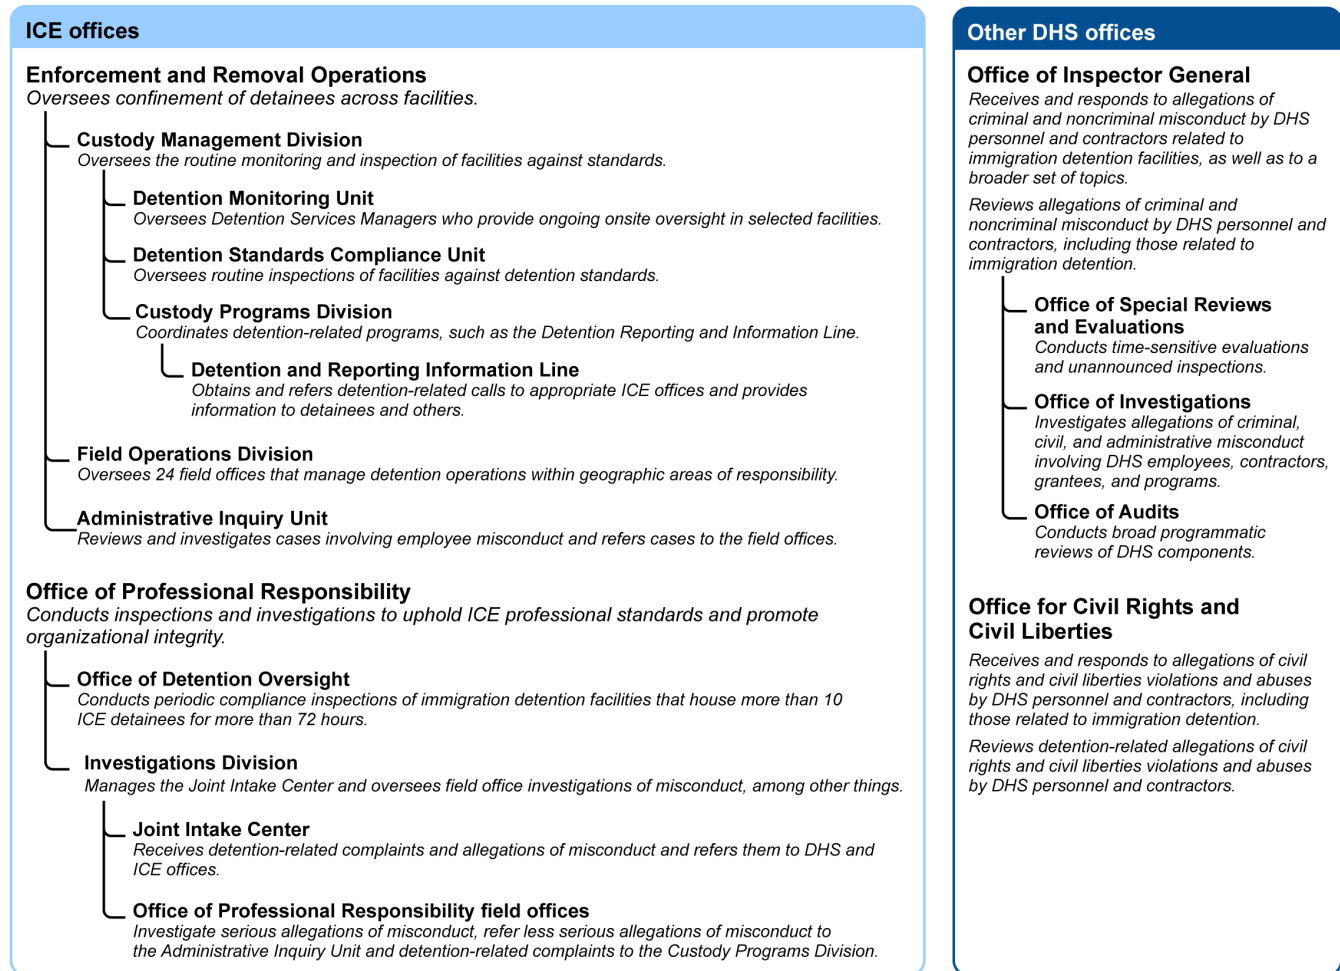 ICE offices
Enforcement and Removal Operations
Oversees confinement of detainees across facilities.
Custody Management Division
Oversees the routine monitoring and inspection of facilities against standards.
Detention Monitoring Unit
Oversees Detention Services Managers who provide ongoing onsite oversight in selected facilities.
Detention Standards Compliance Unit
Oversees routine inspections of facilities against detention standards.
Custody Programs Division
Coordinates detention-related programs, such as the Detention Reporting and Information Line.
Detention and Reporting Information Line
Obtains and refers detention-related calls to appropriate ICE offices and provides
information to detainees and others.
Field Operations Division
Oversees 24 field offices that manage detention operations within geographic areas of responsibility.
Administrative Inquiry Unit
Reviews and investigates cases involving employee misconduct and refers cases to the field offices.
Office of Professional Responsibility
Conducts inspections and investigations to uphold ICE professional standards and promote
organizational integrity.
Office of Detention Oversight
Conducts periodic compliance inspections of immigration detention facilities that house more than 10
ICE detainees for more than 72 hours.
Investigations Division
Manages the Joint Intake Center and oversees field office investigations of misconduct, among other things.
Joint Intake Center
Receives detention-related complaints and allegations of misconduct and refers them to DHS and
ICE offices.
Office of Professional Responsibility field offices
Investigate serious allegations of misconduct, refer less serious allegations of misconduct to
the Administrative Inquiry Unit and detention-related complaints to the Custody Programs Division.
Other DHS offices
Office of Inspector General
Receives and responds to allegations of
criminal and noncriminal misconduct by DHS
personnel and contractors related to
immigration detention facilities, as well as to a
broader set of topics.
Reviews allegations of criminal and
noncriminal misconduct by DHS personnel and
contractors, including those related to
immigration detention.
Office of Special Reviews
and Evaluations
Conducts time-sensitive evaluations
and unannounced inspections.
Office of Investigations
Investigates allegations of criminal,
civil, and administrative misconduct
involving DHS employees, contractors,
grantees, and programs.
Office of Audits
Conducts broad programmatic
reviews of DHS components.
Office for Civil Rights and
Civil Liberties
Receives and responds to allegations of civil
rights and civil liberties violations and abuses
by DHS personnel and contractors, including
those related to immigration detention.
Reviews detention-related allegations of civil
rights and civil liberties violations and abuses
by DHS personnel and contractors.